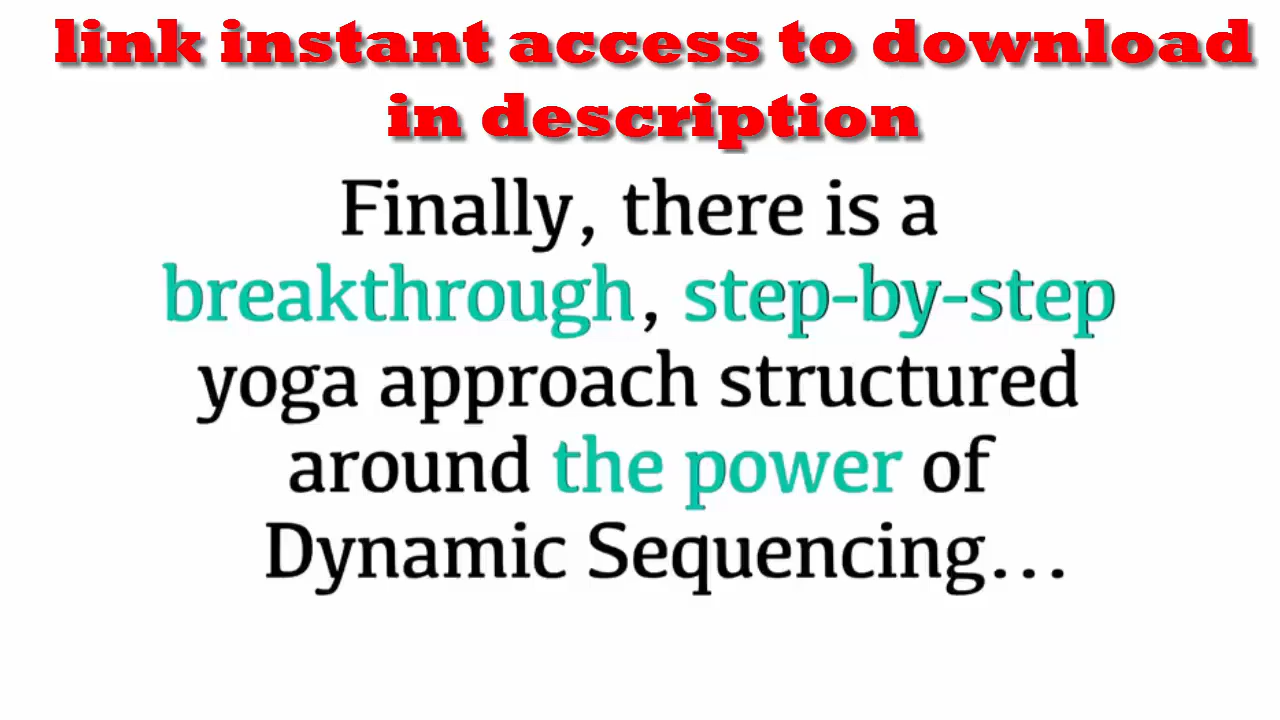 link instant access to download
in description
Finally, there is a
breakthrough, step-by-step
yoga approach structured
around the power of
Dynamic Sequencing...